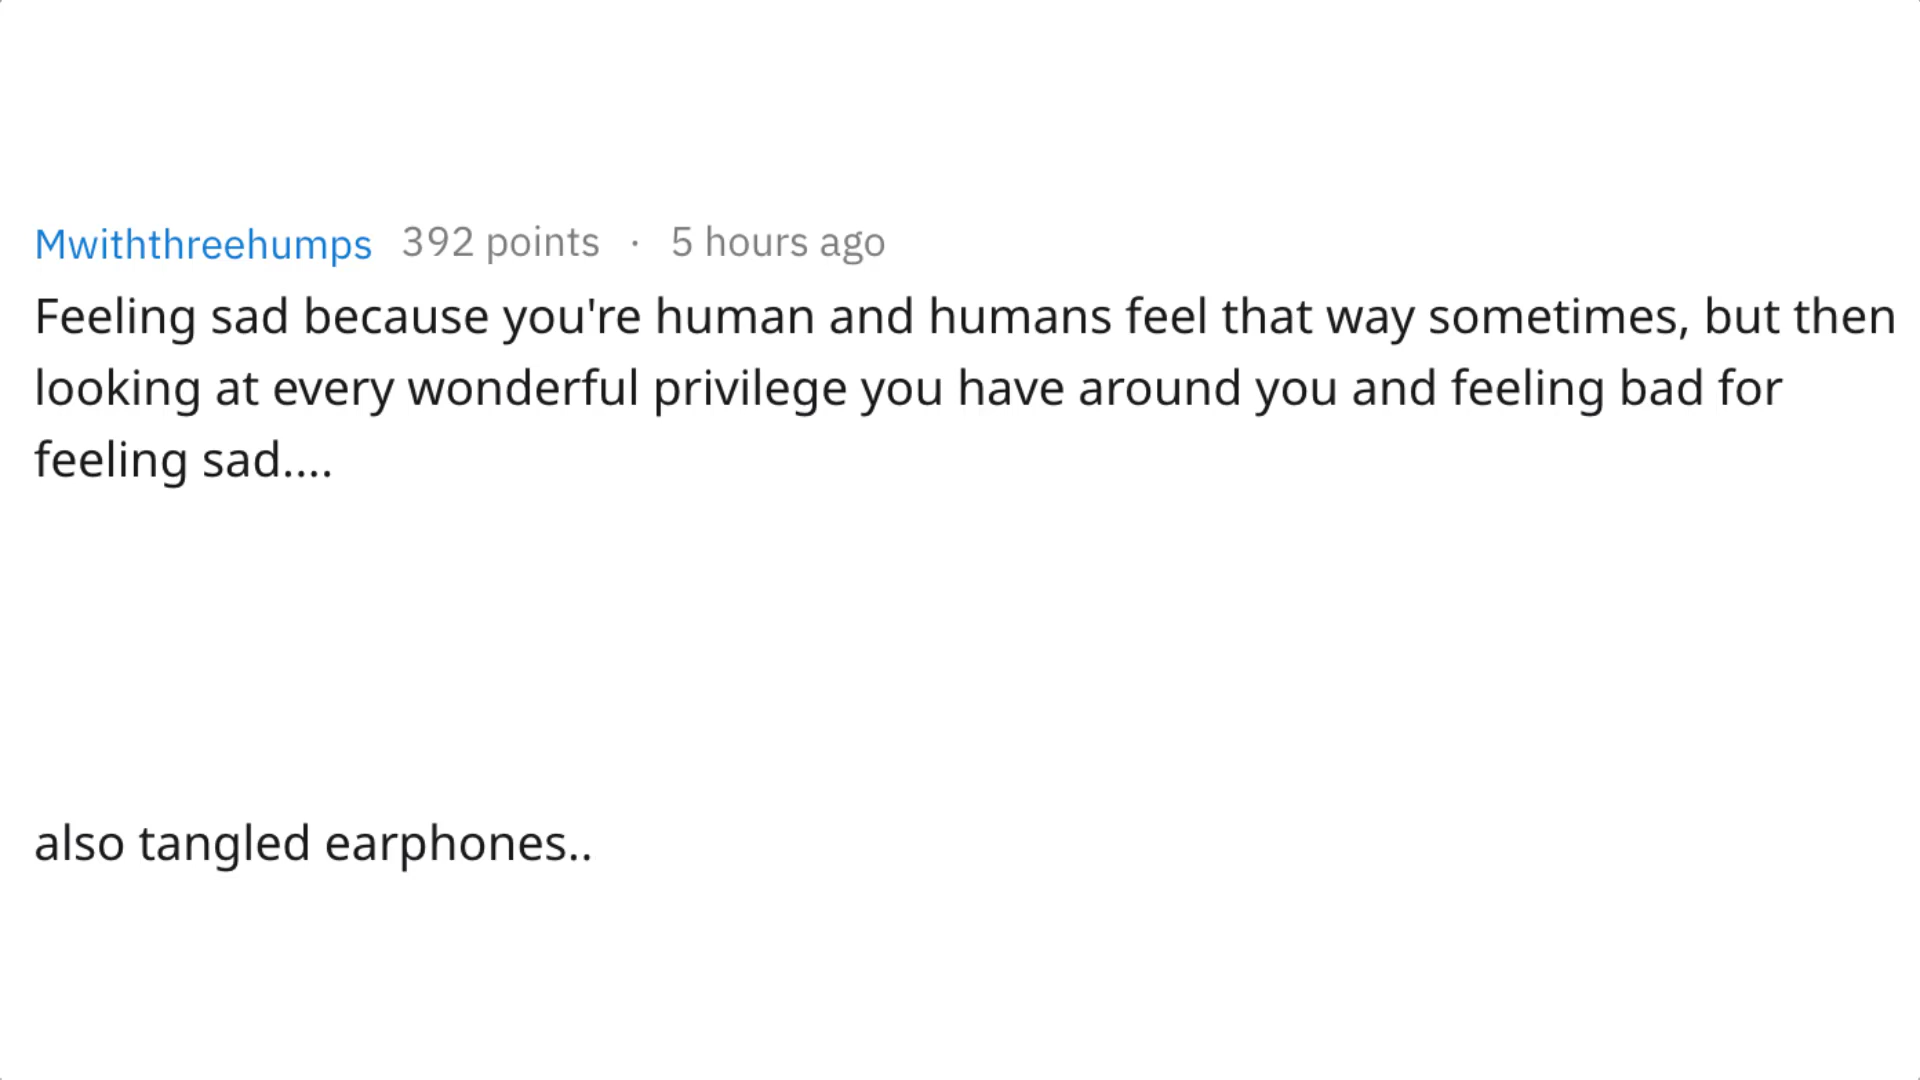 Mwiththreehumps 392 points · 5 hours ago
Feeling sad because you're human and humans feel that way sometimes, but then
looking at every wonderful privilege you have around you and feeling bad for
feeling sad....
also tangled earphones..